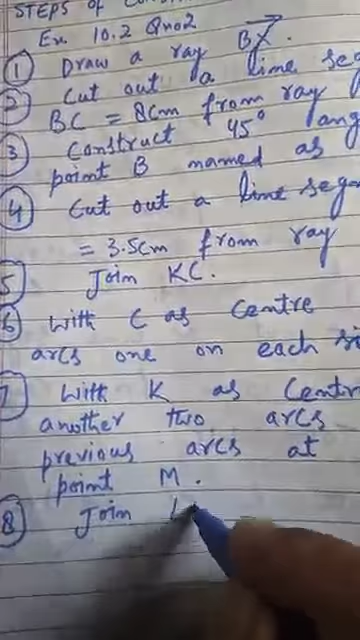 STEPS OF
Ex. 10.2 Qno2
① Draw a ray BX.
② Cut out a line seg
BC = 8cm from ray
③ Construct 45° ang
point B named as
④ Cut out a line segm
= 3.5cm from ray
5 Join KC.
⑥ With C as Centre
arcs one on each si
7 With K as Centr
another two arcs
previous arcs at
point M.
⑧ Join L